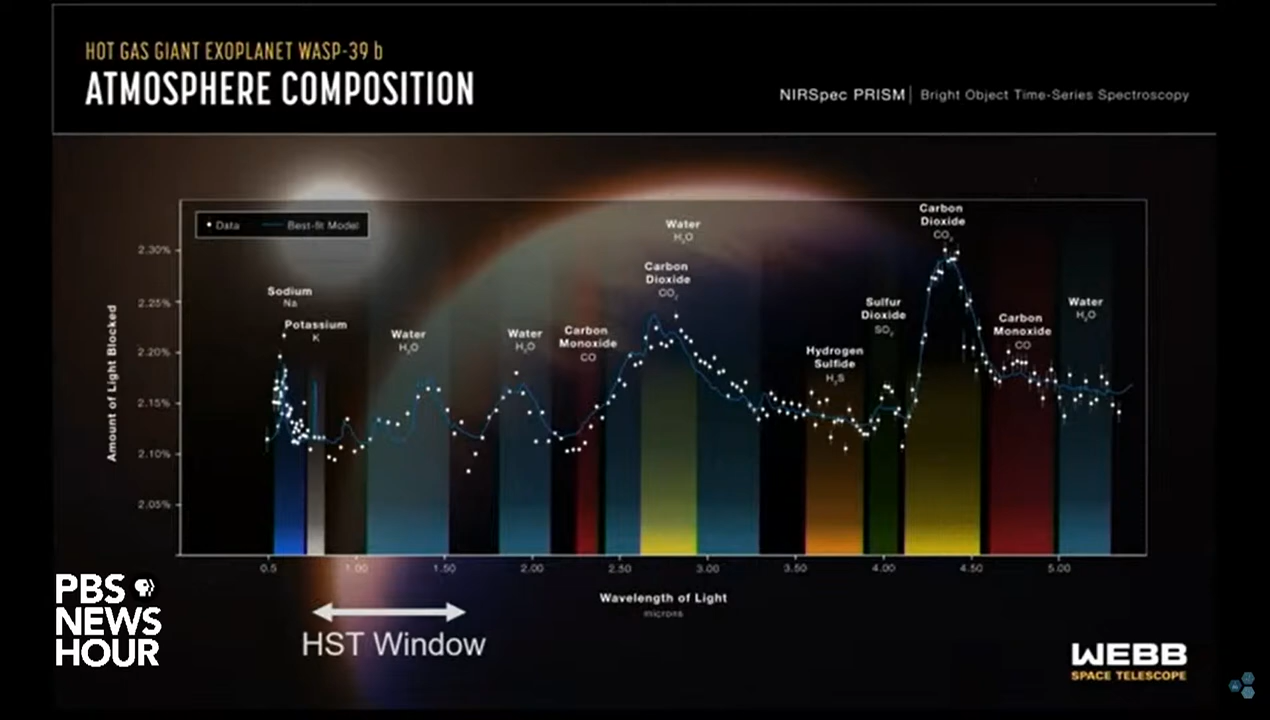 HOT GAS GIANT EXOPLANET WASP-39 b
ATMOSPHERE COMPOSITION
NIRSpec PRISM | Bright Object Time-Series Spectroscopy
Data
Best-fit Model
Amount of Light Blocked
2.30%
2.25%
2.20%
2.15%
2.10%
2.05%
Sodium
Na
Potassium
K
Water
H₂O
Water
H₂O
Carbon
Monoxide
CO
Water
H₂O
Carbon
Dioxide
CO₂
Hydrogen
Sulfide
H₂S
Sulfur
Dioxide
SO₂
Carbon
Dioxide
CO₂
Carbon
Monoxide
CO
Water
H₂O
0.5 1.00 1.50 2.00 2.50 3.00 3.50 4.00 4.50 5.00
Wavelength of Light
microns
HST Window
PBS
NEWS
HOUR
WEBB
SPACE TELESCOPE